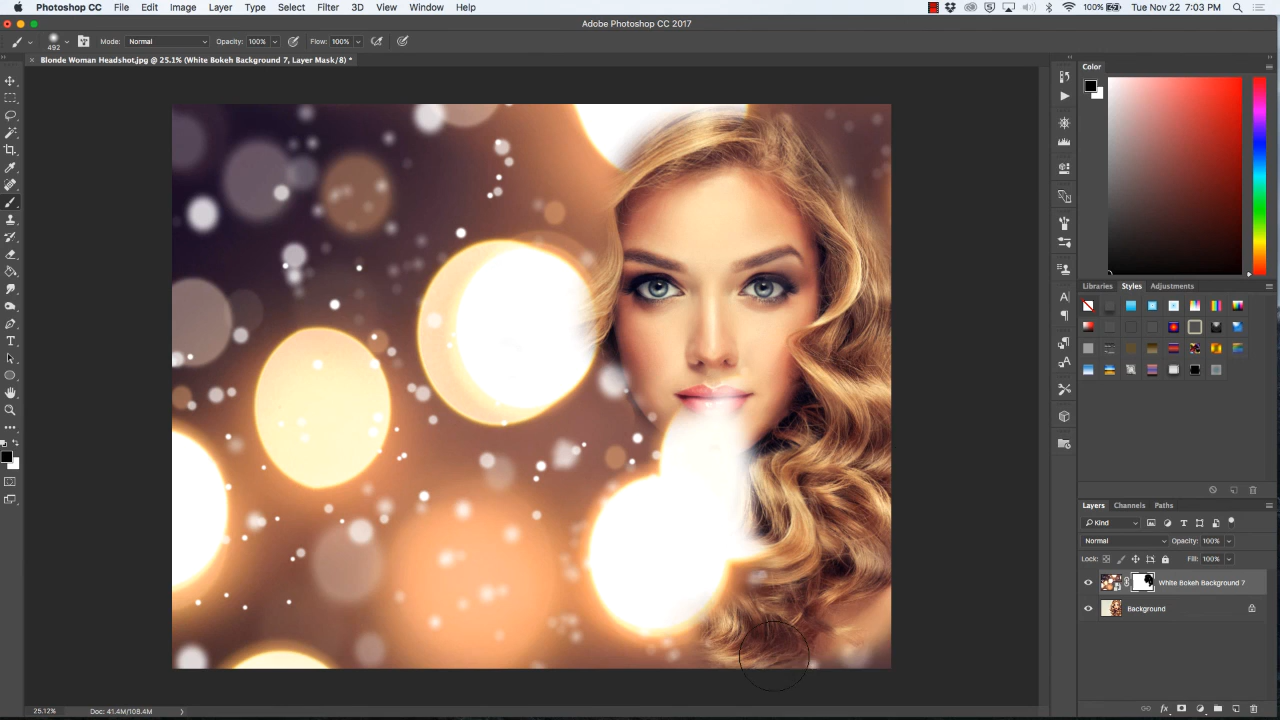 Photoshop CC File Edit Image Layer Type Select Filter 3D View Window Help 100% Tue Nov 22 7:03 PM
Adobe Photoshop CC 2017
492 Mode: Normal Opacity: 100% Flow: 100%
Blonde Woman Headshot.jpg @ 25.1% (White Bokeh Background 7, Layer Mask/8) *
Color
Libraries Styles Adjustments
Layers Channels Paths
Kind
Normal Opacity: 100%
Lock: Fill: 100%
White Bokeh Background 7
Background
25.12% Doc: 41.4M/108.4M